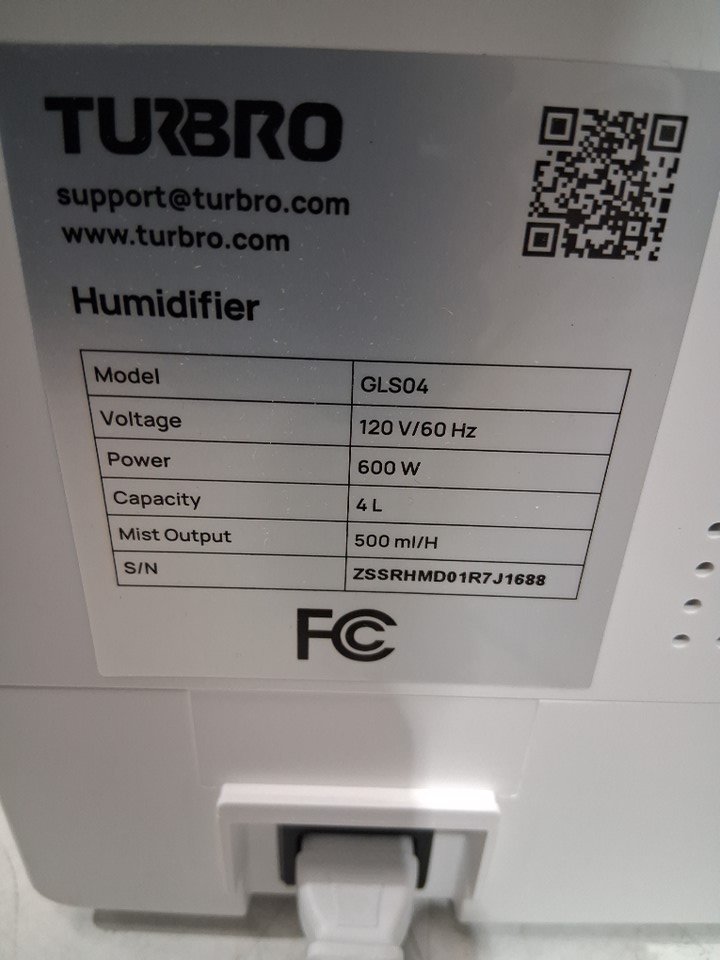 TURBRO
support@turbro.com
www.turbro.com
Humidifier
Model GLS04
Voltage 120 V/60 Hz
Power 600 W
Capacity 4 L
Mist Output 500 ml/H
S/N ZSSRHMD01R7J1688
FC